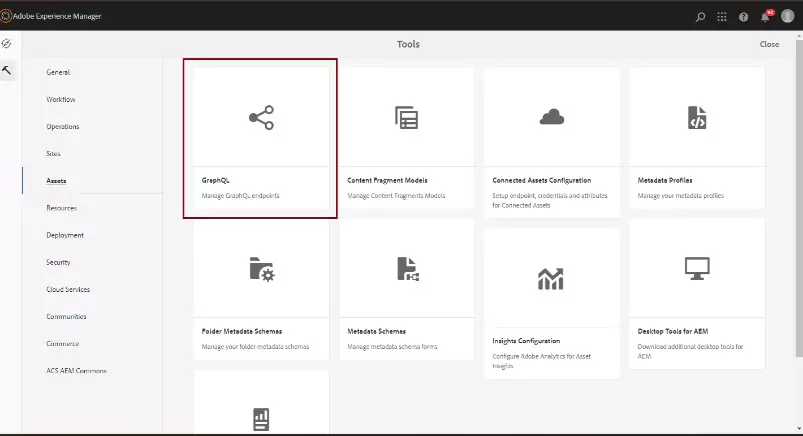 Adobe Experience Manager
Tools
Close
General
Workflow
Operations
Sites
Assets
Resources
Deployment
Security
Cloud Services
Communities
Commerce
ACS AEM Commons
GraphQL
Manage GraphQL endpoints
Content Fragment Models
Manage Content Fragments Models
Connected Assets Configuration
Setup endpoint, credentials and attributes
for Connected Assets
Metadata Profiles
Manage your metadata profiles
Folder Metadata Schemas
Manage your folder metadata schemas
Metadata Schemas
Manage metadata schema forms
Insights Configuration
Configure Adobe Analytics for Asset
Insights
Desktop Tools for AEM
Download additional desktop tools for
AEM